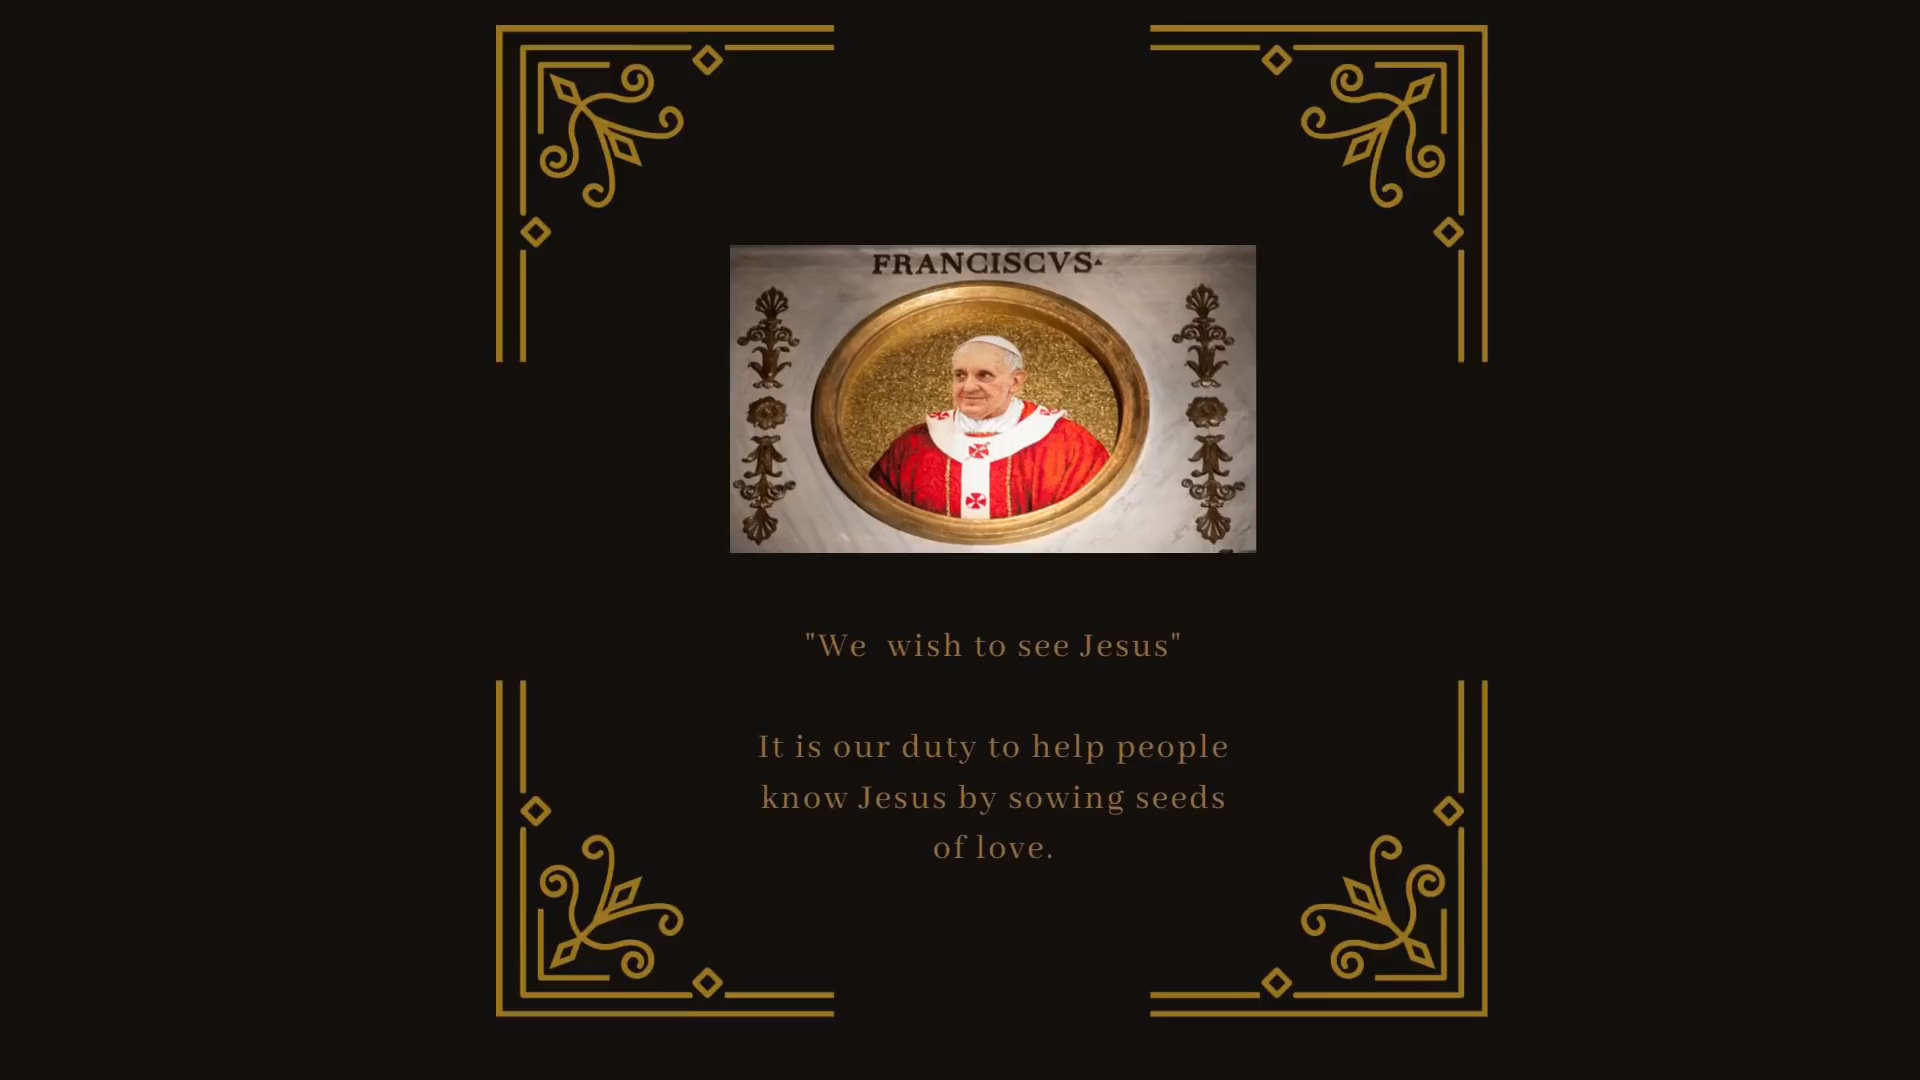 FRANCISCVS
"We  wish to see Jesus"
It is our duty to help people
know Jesus by sowing seeds
of love.